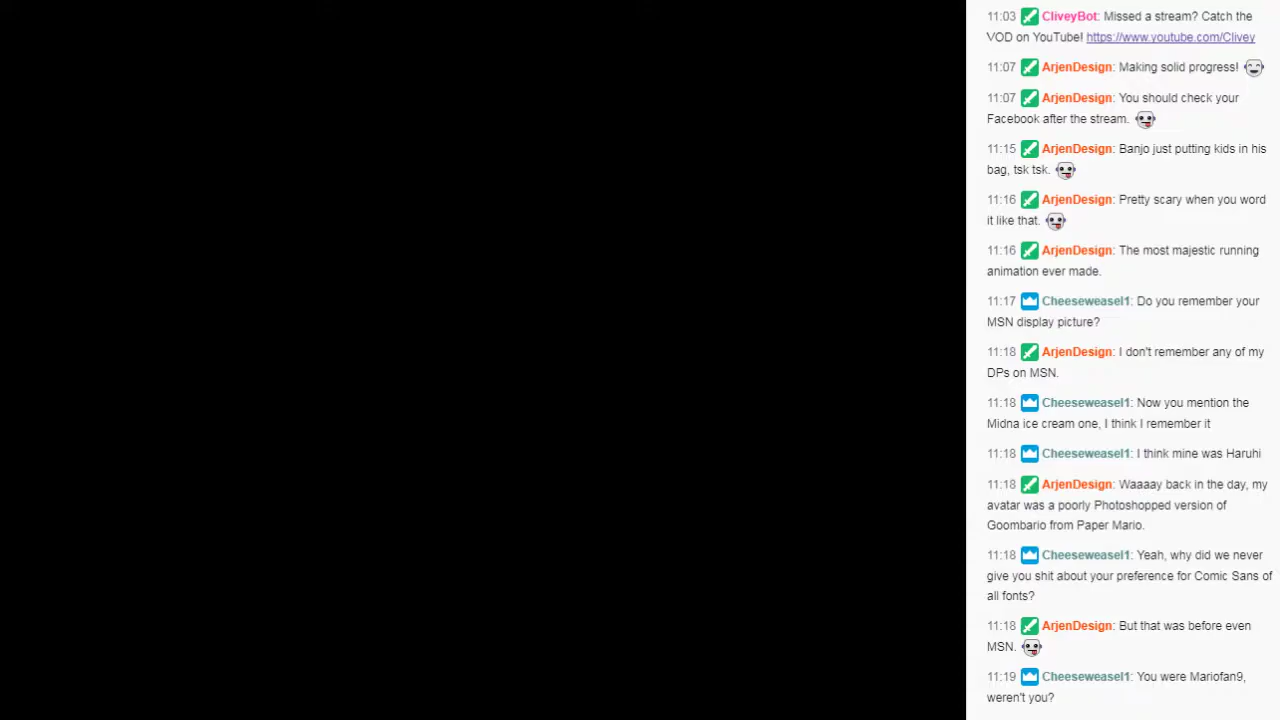 11:03 CliveyBot: Missed a stream? Catch the
VOD on YouTube! https://www.youtube.com/Clivey
11:07 ArjenDesign: Making solid progress!
11:07 ArjenDesign: You should check your
Facebook after the stream.
11:15 ArjenDesign: Banjo just putting kids in his
bag, tsk tsk.
11:16 ArjenDesign: Pretty scary when you word
it like that.
11:16 ArjenDesign: The most majestic running
animation ever made.
11:17 Cheeseweasel1: Do you remember your
MSN display picture?
11:18 ArjenDesign: I don't remember any of my
DPs on MSN.
11:18 Cheeseweasel1: Now you mention the
Midna ice cream one, I think I remember it
11:18 Cheeseweasel1: I think mine was Haruhi
11:18 ArjenDesign: Waaaay back in the day, my
avatar was a poorly Photoshopped version of
Goombario from Paper Mario.
11:18 Cheeseweasel1: Yeah, why did we never
give you shit about your preference for Comic Sans of
all fonts?
11:18 ArjenDesign: But that was before even
MSN.
11:19 Cheeseweasel1: You were Mariofan9,
weren't you?